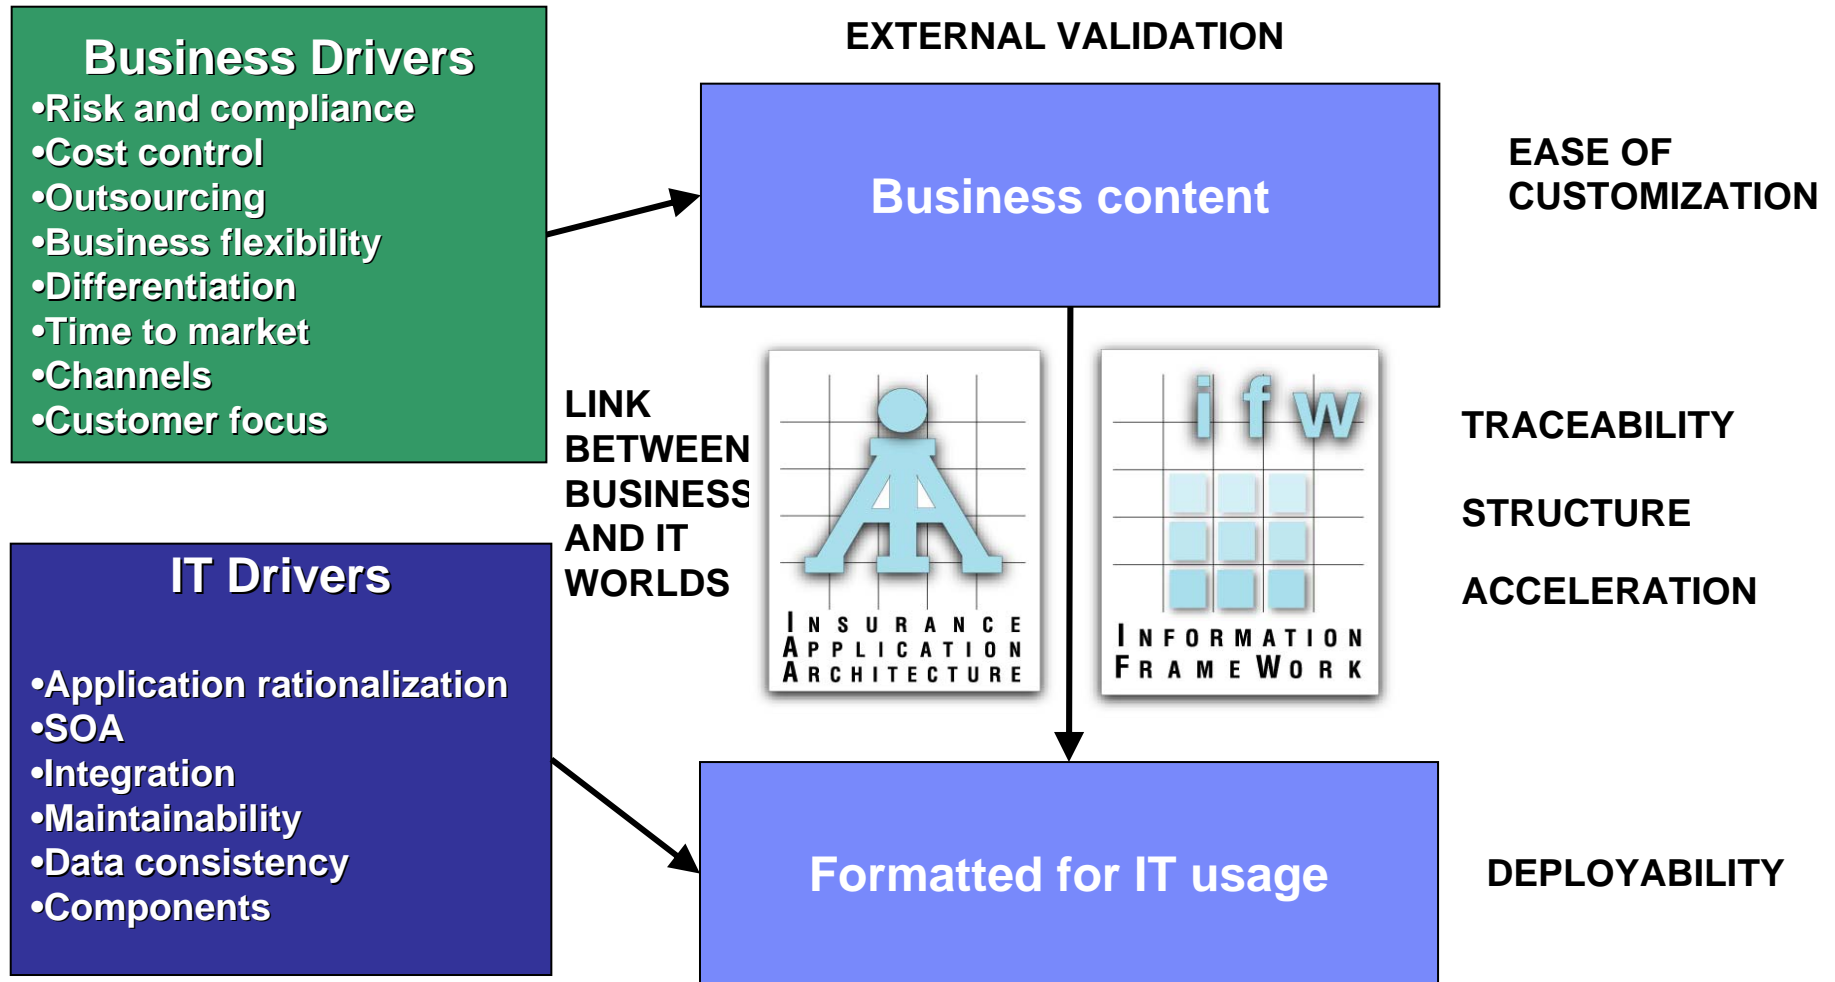 Business Drivers
•Risk and compliance
•Cost control
•Outsourcing
•Business flexibility
•Differentiation
•Time to market
•Channels
•Customer focus
EXTERNAL VALIDATION
Business content
EASE OF
CUSTOMIZATION
LINK
BETWEEN
BUSINESS
AND IT
WORLDS
IAA
INSURANCE
APPLICATION
ARCHITECTURE
ifw
INFORMATION
FRAMEWORK
TRACEABILITY
STRUCTURE
ACCELERATION
IT Drivers
•Application rationalization
•SOA
•Integration
•Maintainability
•Data consistency
•Components
Formatted for IT usage
DEPLOYABILITY